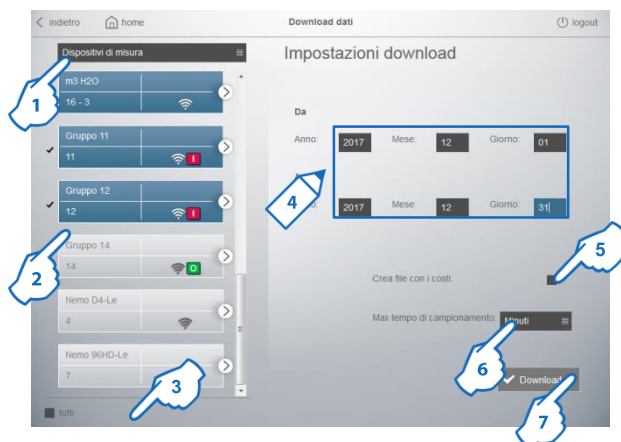 indietro home Download dati logout
Dispositivi di misura
Impostazioni download
m3 H2O
16 - 3
1
Da
Gruppo 11
11
I
Anno: 2017 Mese: 12 Giorno: 01
4
Gruppo 12
12
I
2017 Mese: 12 Giorno: 31
2
Gruppo 14
14
O
5
Crea file con i costi:
Nemo D4-Le
4
Max tempo di campionamento: Minuti
Nemo 96HD-Le
7
3
6
Download
7
tutti